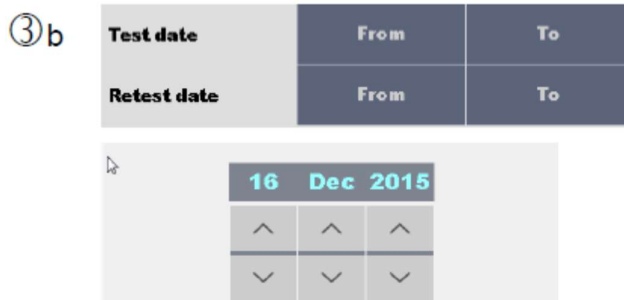 ③b
Test date From To
Retest date From To
16 Dec 2015